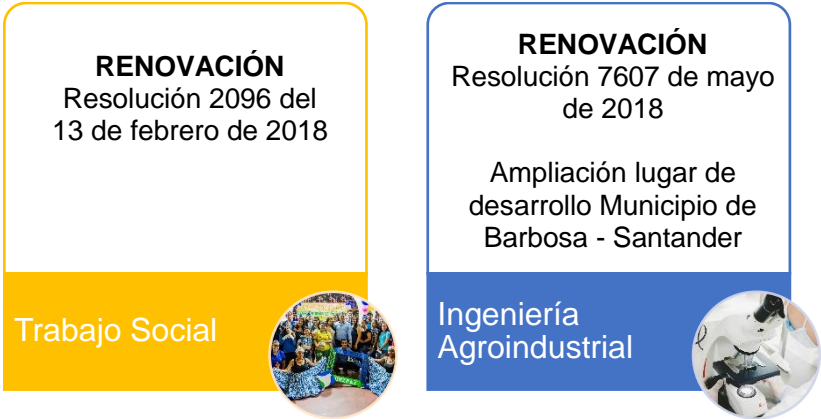 RENOVACIÓN
Resolución 2096 del
13 de febrero de 2018
Trabajo Social
RENOVACIÓN
Resolución 7607 de mayo
de 2018
Ampliación lugar de
desarrollo Municipio de
Barbosa - Santander
Ingeniería
Agroindustrial